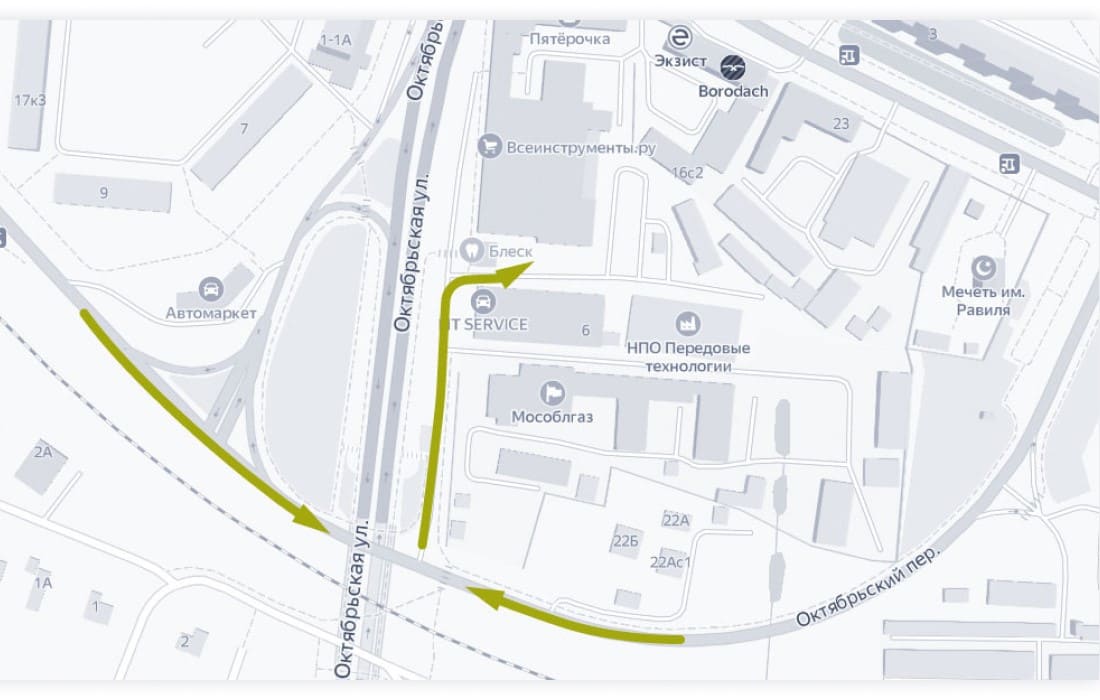 Пятёрочка
3
1-1А
Экзист
Borodach
17к3
7
23
Всеинструменты.ру
16с2
9
Октябрьская ул.
Блеск
Мечеть им.
Равиля
Автомаркет
6
НПО Передовые
технологии
Мособлгаз
2А
22А
22Б
22Ас1
Октябрьский пер.
1А
1
2
Октябрьская ул.